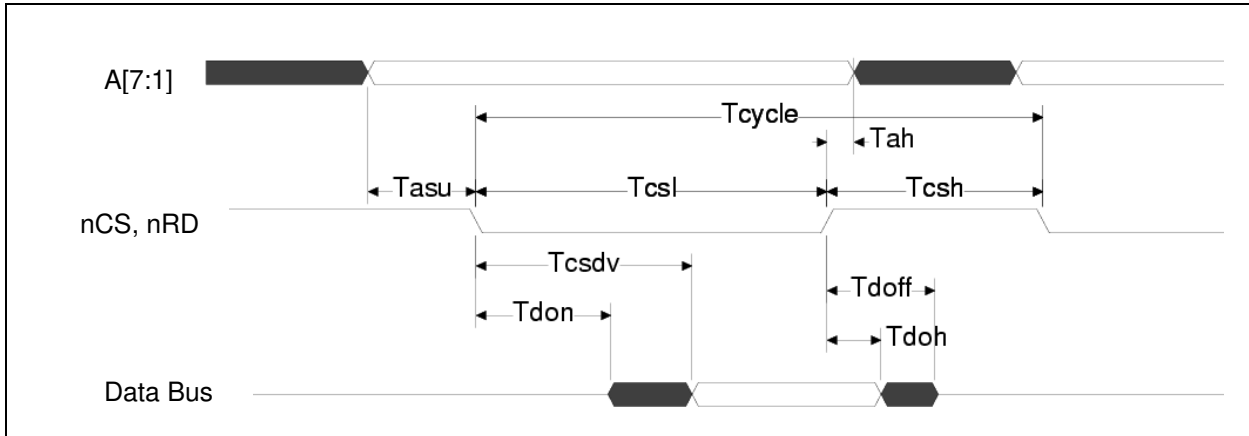 A[7:1]
Tcycle
Tah
Tasu
Tcsl
Tcsh
nCS, nRD
Tcsdv
Tdoff
Tdon
Tdoh
Data Bus